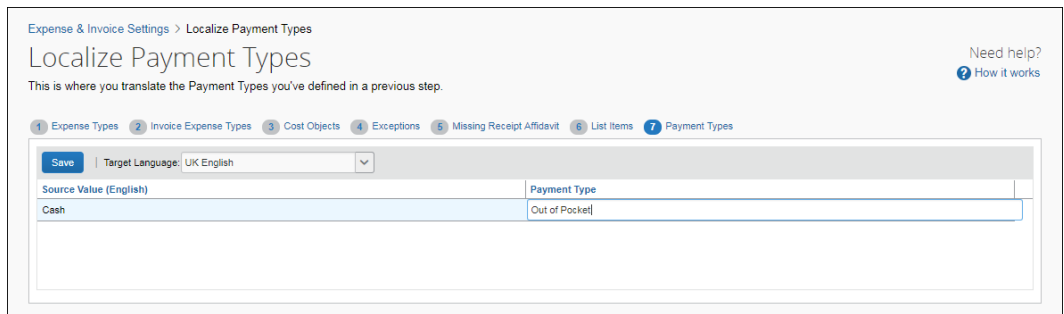 Expense & Invoice Settings > Localize Payment Types
Localize Payment Types
Need help?
? How it works
This is where you translate the Payment Types you've defined in a previous step.
1 Expense Types 2 Invoice Expense Types 3 Cost Objects 4 Exceptions 5 Missing Receipt Affidavit 6 List Items 7 Payment Types
Save | Target Language: UK English
Source Value (English) Payment Type
Cash Out of Pocket